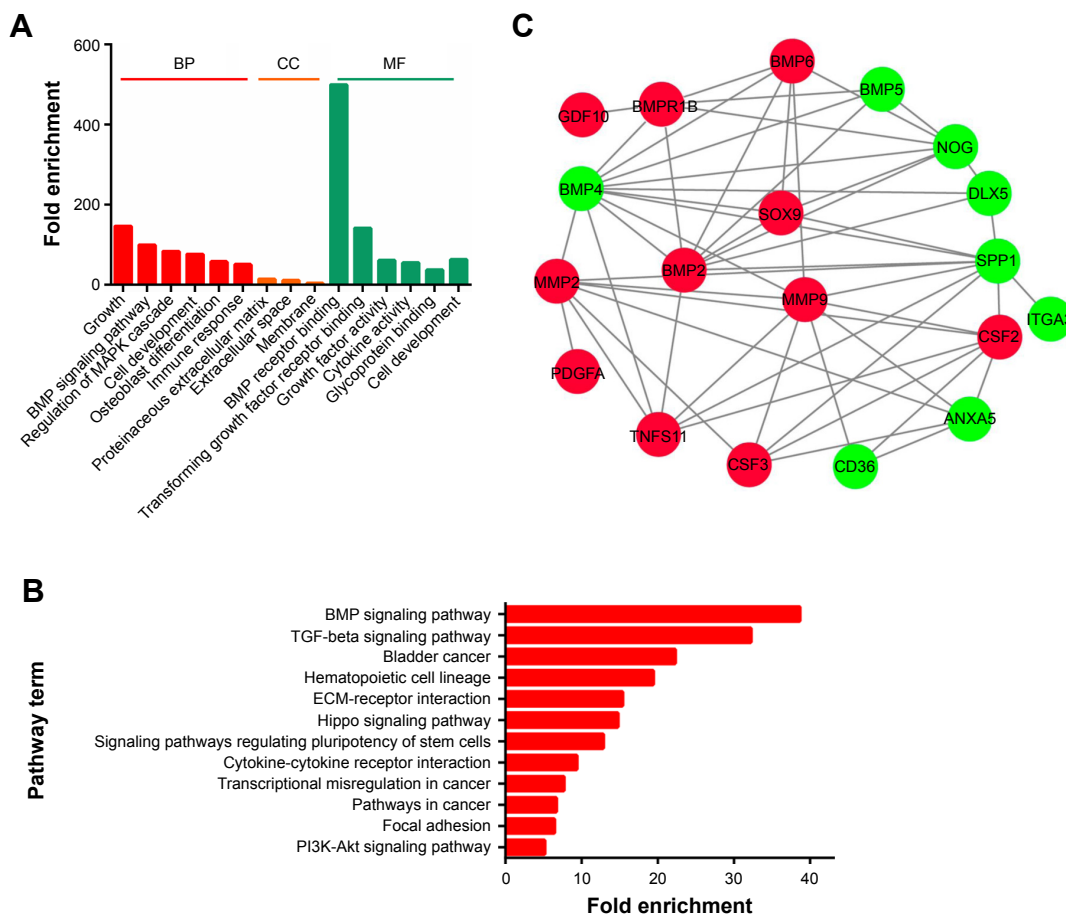 A
600
400
200
0
Fold enrichment
BP
CC
MF
Growth
BMP signaling pathway
Regulation of MAPK cascade
Cell development
Osteoblast differentiation
Immune response
Proteinaceous extracellular matrix
Extracellular space
Membrane
BMP receptor binding
Transforming growth factor receptor binding
Growth factor activity
Cytokine activity
Glycoprotein binding
Cell development
C
BMP6
BMP5
BMPR1B
GDF10
NOG
BMP4
DLX5
SOX9
SPP1
BMP2
MMP2
MMP9
ITGA3
CSF2
PDGFA
ANXA5
TNFS11
CSF3
CD36
B
Pathway term
BMP signaling pathway
TGF-beta signaling pathway
Bladder cancer
Hematopoietic cell lineage
ECM-receptor interaction
Hippo signaling pathway
Signaling pathways regulating pluripotency of stem cells
Cytokine-cytokine receptor interaction
Transcriptional misregulation in cancer
Pathways in cancer
Focal adhesion
PI3K-Akt signaling pathway
0 10 20 30 40
Fold enrichment